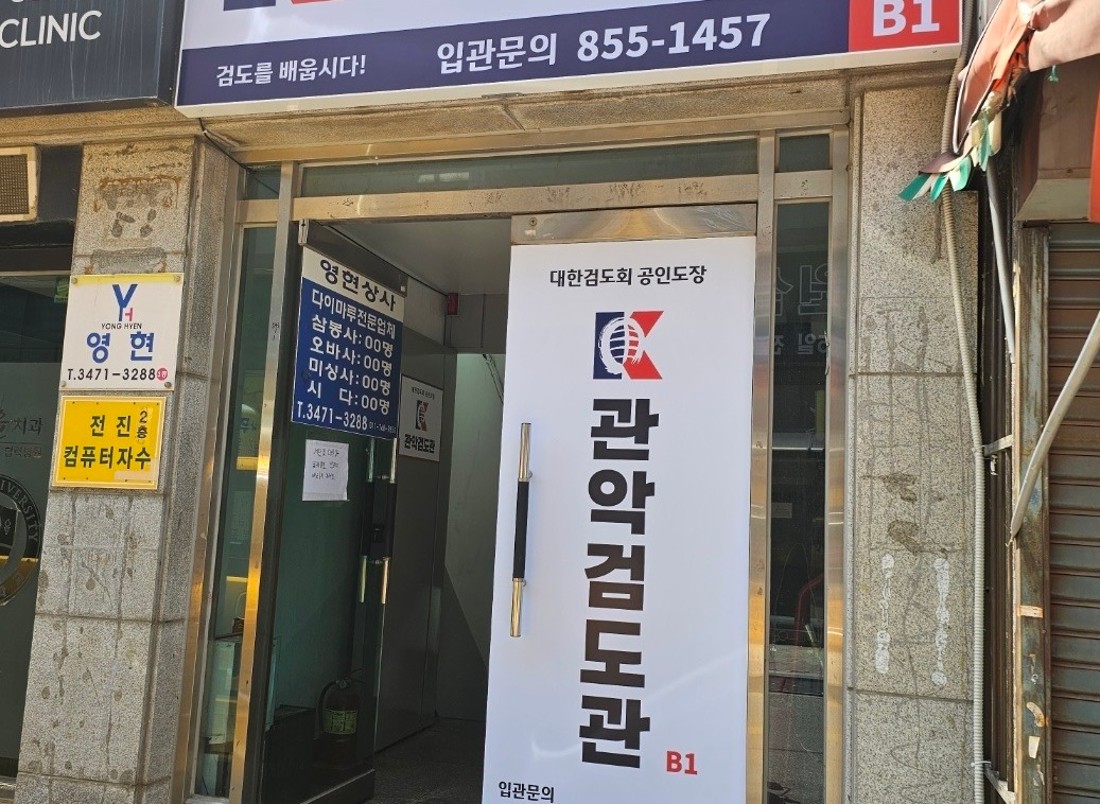 CLINIC
검도를 배웁시다!
입관문의 855-1457
B1
YH
YONG HYEN
영현
T.3471-3288
전진 2층
컴퓨터자수
영현상사
다이마루전문업체
삼봉사:00명
오바사:00명
미싱사:00명
시 다:00명
T.3471-3288
관악검도관
대한검도회 공인도장
K
관악검도관
B1
입관문의
치과